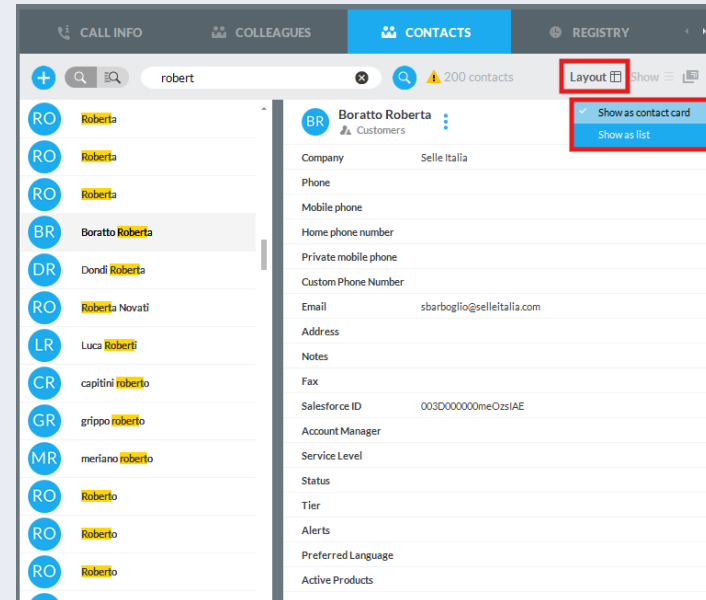 CALL INFO COLLEAGUES CONTACTS REGISTRY
robert 200 contacts Layout Show
Show as contact card
Show as list
RO Roberta
RO Roberta
RO Roberta
BR Boratto Roberta
DR Dondi Roberta
RO Roberta Novati
LR Luca Roberti
CR capitini roberto
GR grippo roberto
MR meriano roberto
RO Roberto
RO Roberto
RO Roberto
BR Boratto Roberta
Customers
Company Selle Italia
Phone
Mobile phone
Home phone number
Private mobile phone
Custom Phone Number
Email sbarboglio@selleitalia.com
Address
Notes
Fax
Salesforce ID 003D000000meOzsIAE
Account Manager
Service Level
Status
Tier
Alerts
Preferred Language
Active Products